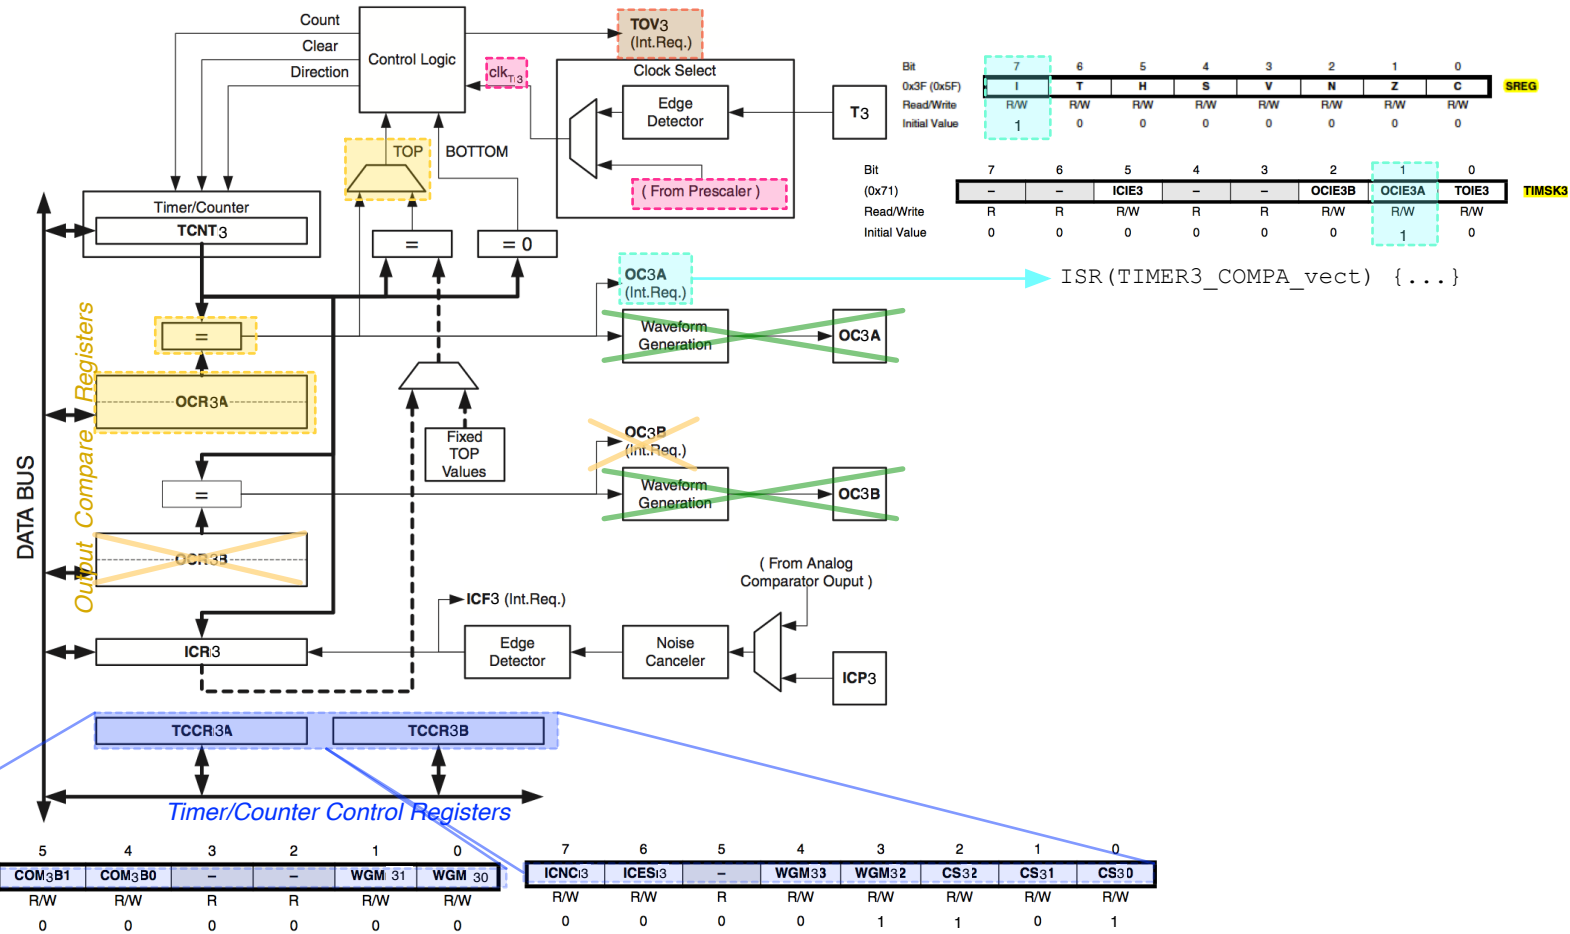 Count
Clear
Direction
Control Logic
TOV3
(Int.Req.)
clkT3
TOP
BOTTOM
Clock Select
Edge
Detector
( From Prescaler )
T3
Bit 7 6 5 4 3 2 1 0
0x3F (0x5F) I T H S V N Z C SREG
Read/Write R/W R/W R/W R/W R/W R/W R/W R/W
Initial Value 1 0 0 0 0 0 0 0
Bit 7 6 5 4 3 2 1 0
(0x71) – – ICIE3 – – OCIE3B OCIE3A TOIE3 TIMSK3
Read/Write R R R/W R R R/W R/W R/W
Initial Value 0 0 0 0 0 0 1 0
Timer/Counter
TCNT3
=
= 0
OC3A
(Int.Req.)
ISR(TIMER3_COMPA_vect) {...}
=
Waveform
Generation
OC3A
OCR3A
Output Compare Registers
DATA BUS
Fixed
TOP
Values
OC3B
(Int.Req.)
=
Waveform
Generation
OC3B
OCR3B
( From Analog
Comparator Ouput )
ICF3 (Int.Req.)
ICR3
Edge
Detector
Noise
Canceler
ICP3
TCCR3A
TCCR3B
Timer/Counter Control Registers
5 4 3 2 1 0
COM3B1 COM3B0 – – WGM 31 WGM 30
R/W R/W R R R/W R/W
0 0 0 0 0 0
7 6 5 4 3 2 1 0
ICNC3 ICES3 – WGM33 WGM32 CS32 CS31 CS30
R/W R/W R R/W R/W R/W R/W R/W
0 0 0 0 1 1 0 1